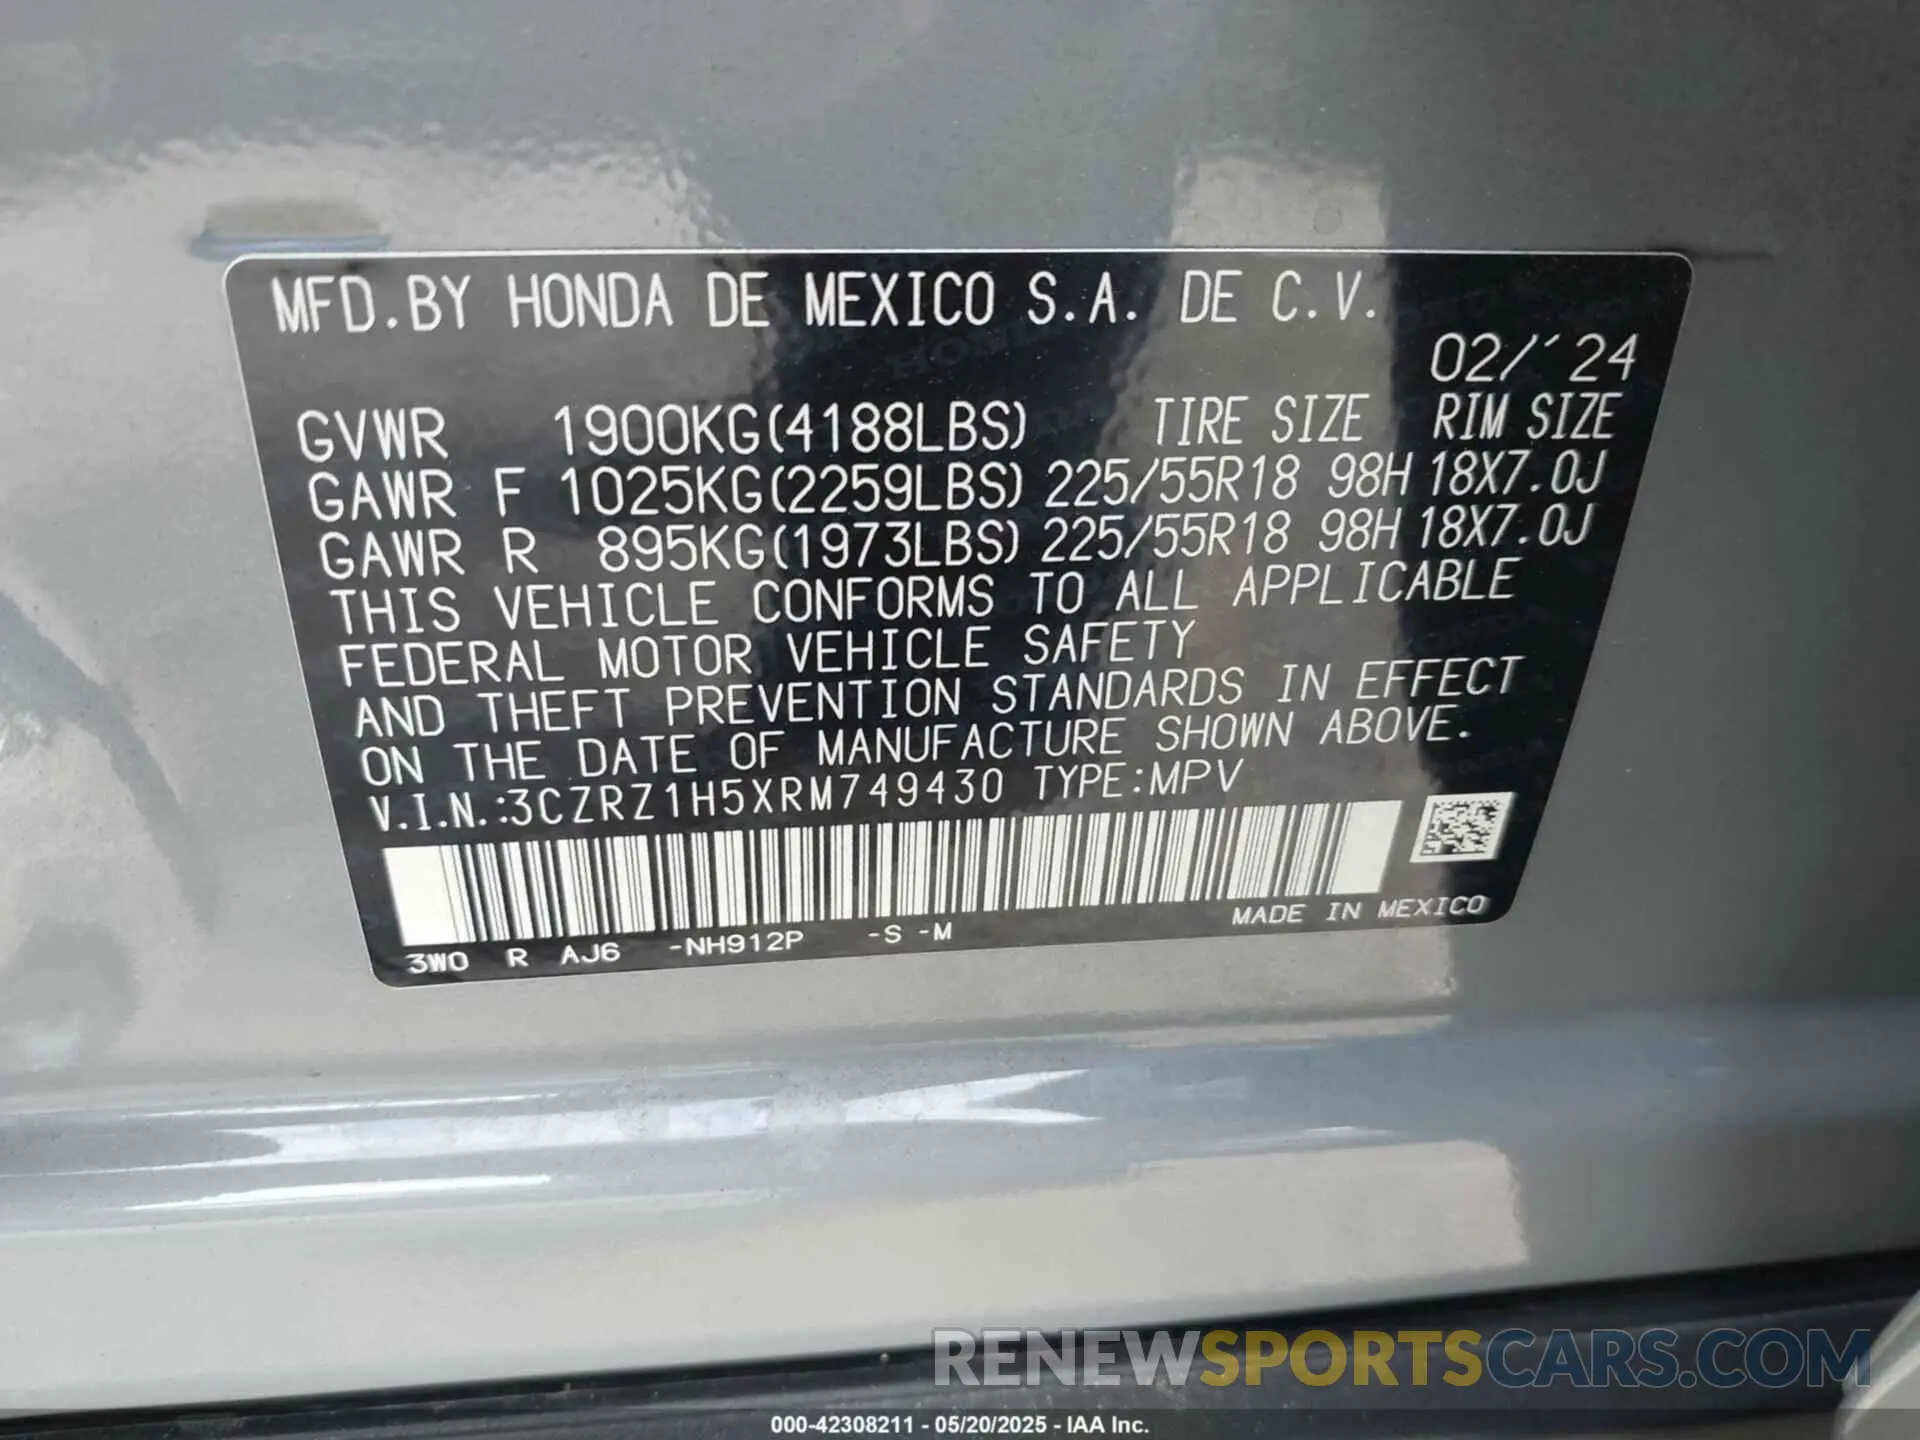 MFD.BY HONDA DE MEXICO S.A. DE C.V.
02/'24
GVWR 1900KG(4188LBS) TIRE SIZE RIM SIZE
GAWR F 1025KG(2259LBS) 225/55R18 98H 18X7.0J
GAWR R 895KG(1973LBS) 225/55R18 98H 18X7.0J
THIS VEHICLE CONFORMS TO ALL APPLICABLE
FEDERAL MOTOR VEHICLE SAFETY
AND THEFT PREVENTION STANDARDS IN EFFECT
ON THE DATE OF MANUFACTURE SHOWN ABOVE.
V.I.N.:3CZRZ1H5XRM749430 TYPE:MPV
3W0 R AJ6 -NH912P -S -M MADE IN MEXICO
RENEWSPORTSCARS.COM
000-42308211 - 05/20/2025 - IAA Inc.